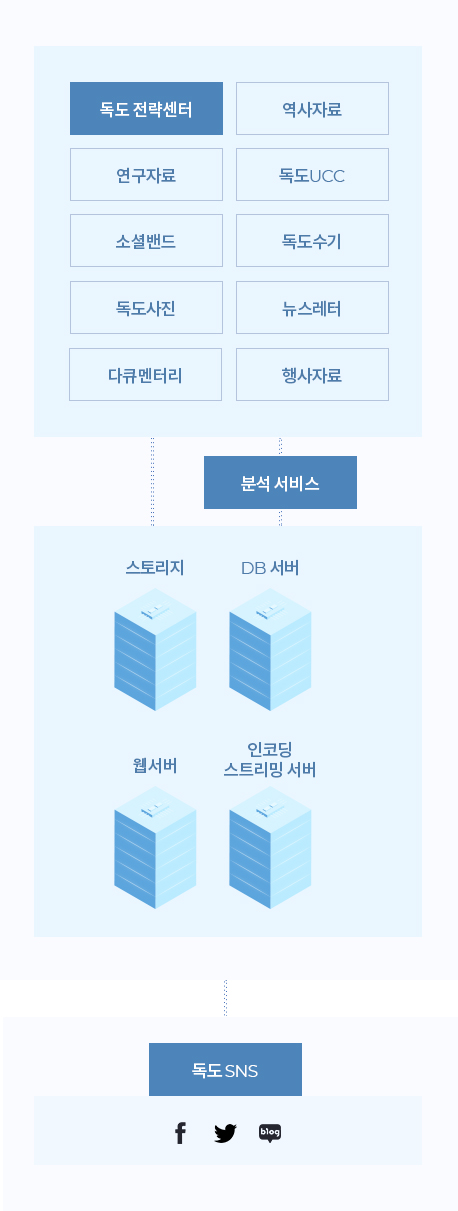 독도 전략센터
역사자료
연구자료
독도UCC
소셜밴드
독도수기
독도사진
뉴스레터
다큐멘터리
행사자료
분석 서비스
스토리지
DB 서버
웹서버
인코딩
스트리밍 서버
독도 SNS
blog